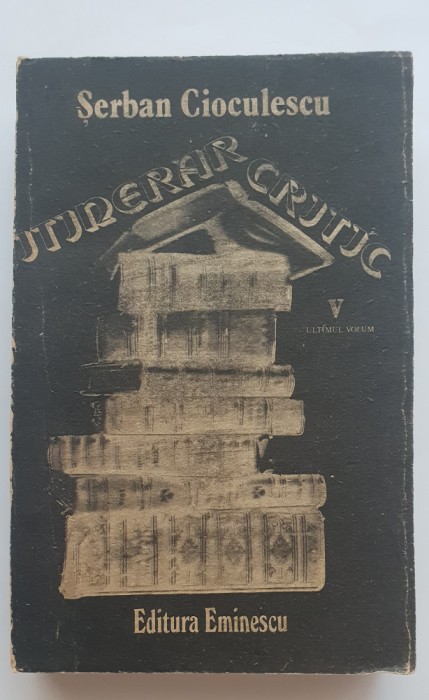 Şerban Cioculescu
ITINERAR
CRITIC
V
ULTIMUL VOLUM
Editura Eminescu